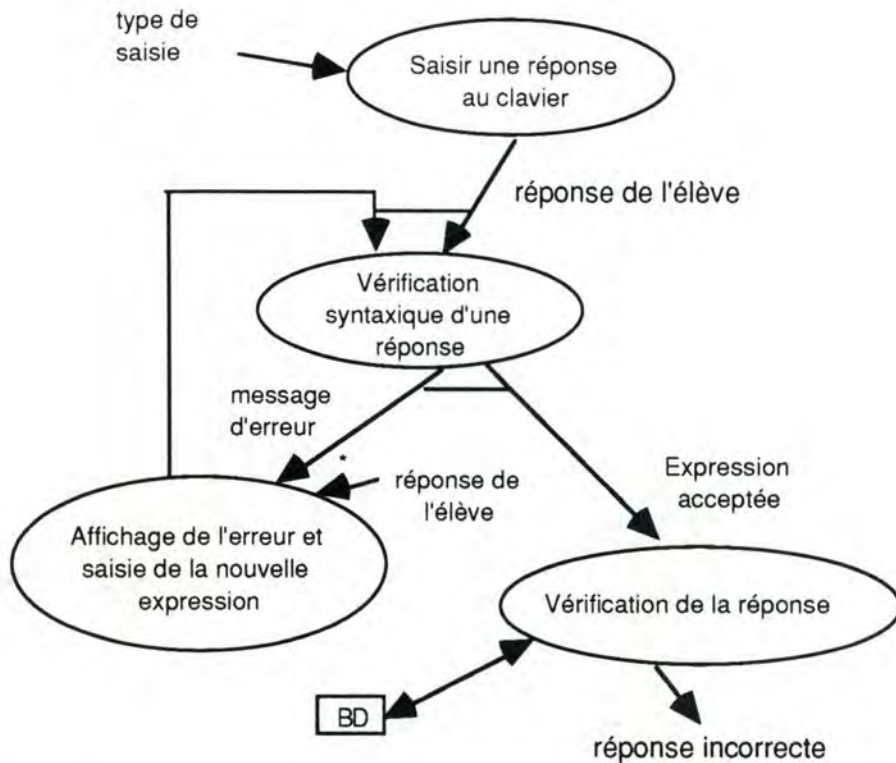 type de
saisie
Saisir une réponse
au clavier
réponse de l'élève
Vérification
syntaxique d'une
réponse
message
d'erreur
*
réponse de
l'élève
Expression
acceptée
Affichage de l'erreur et
saisie de la nouvelle
expression
Vérification de la réponse
BD
réponse incorrecte